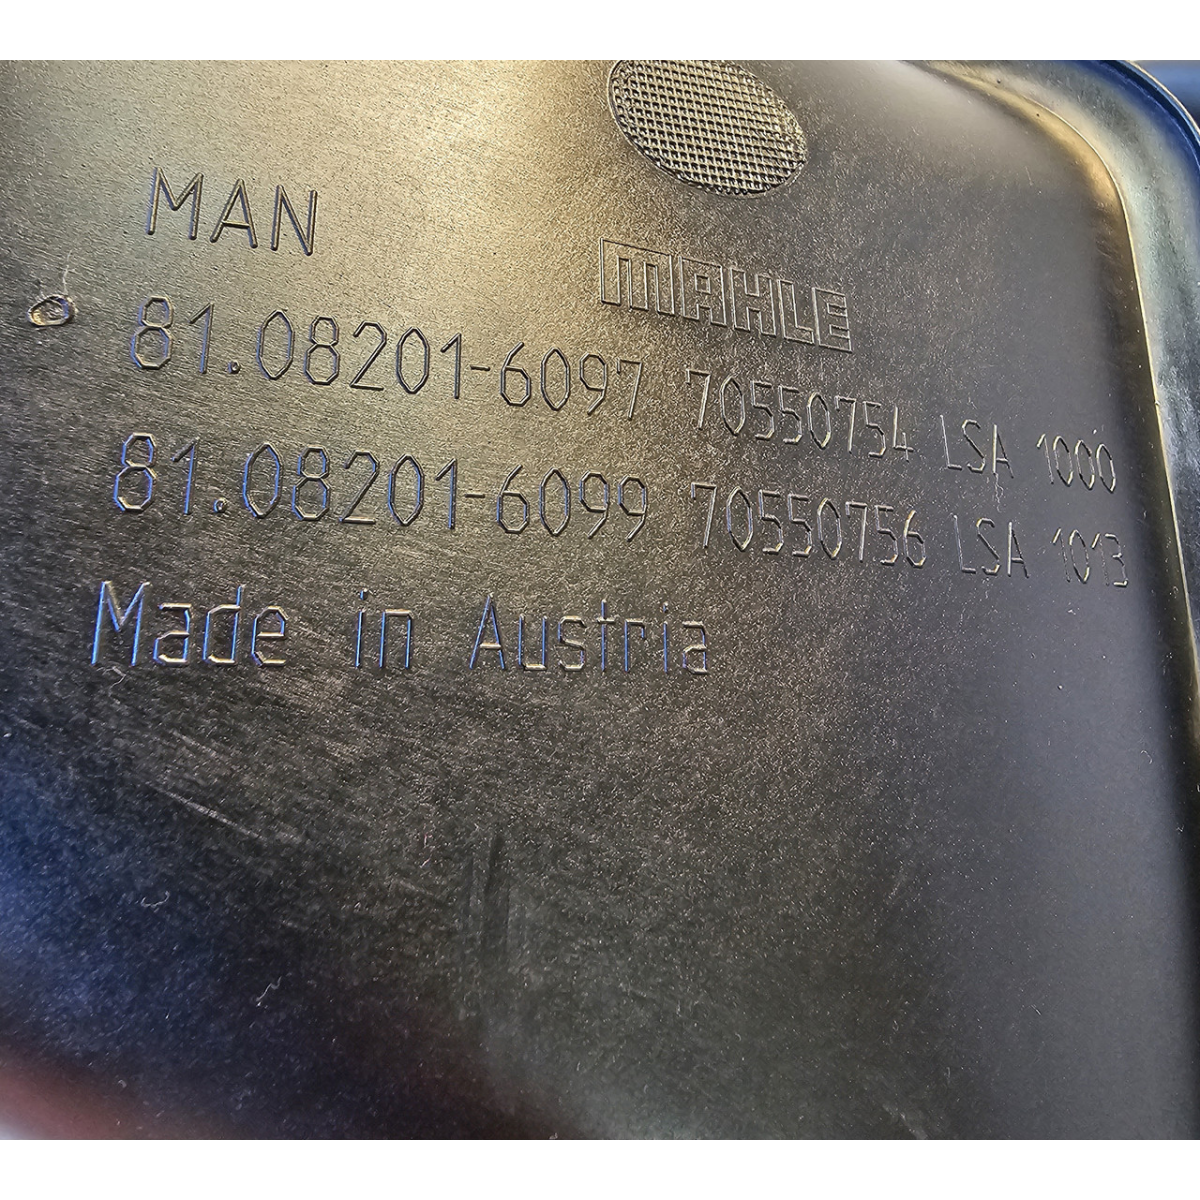 MAN
MAHLE
81.08201-6097 70550754 LSA 1000
81.08201-6099 70550756 LSA 1013
Made in Austria